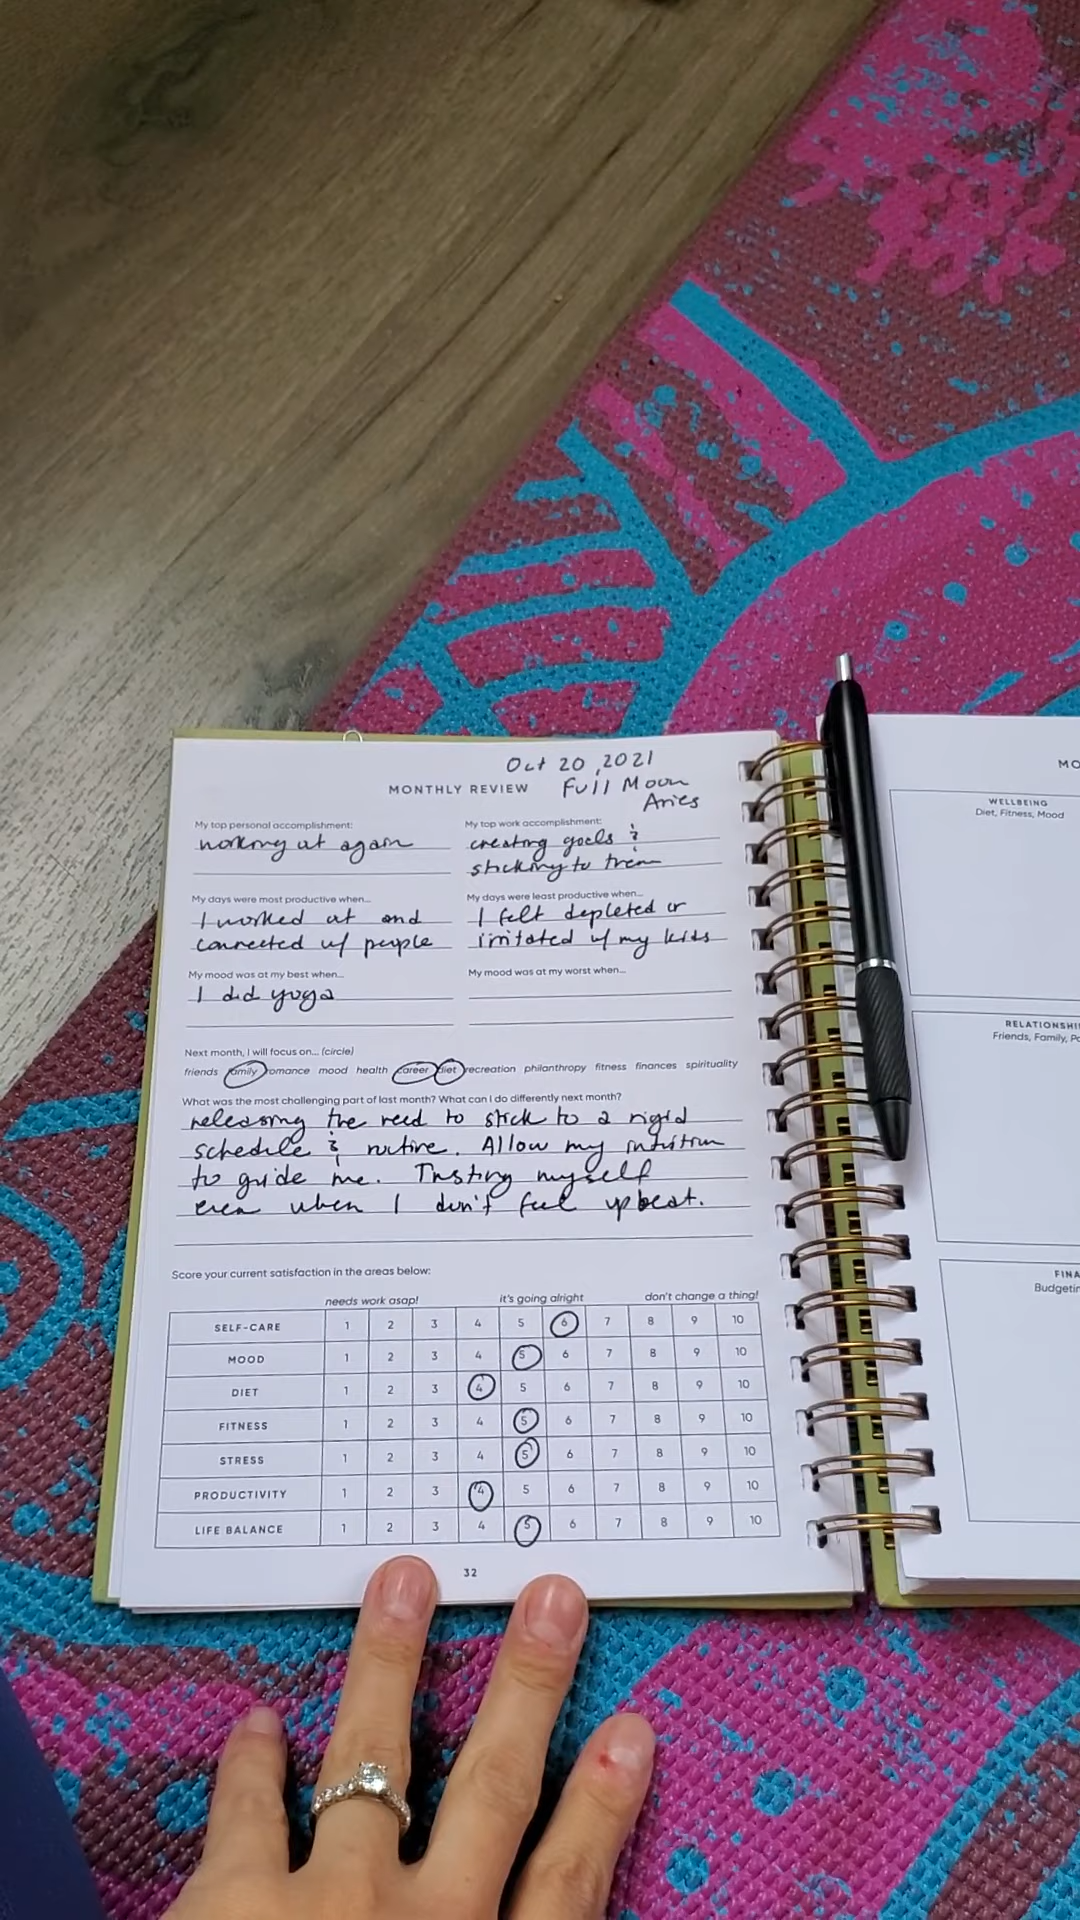 Oct 20, 2021
MONTHLY REVIEW Full Moon
Aries
My top personal accomplishment:
working out again
My top work accomplishment:
creating goals &
sticking to them
My days were most productive when...
I worked out and
connected w/ people
My days were least productive when...
I felt depleted or
irritated w/ my kids
My mood was at my best when...
I did yoga
My mood was at my worst when...
Next month, I will focus on... (circle)
friends family romance mood health career diet recreation philanthropy fitness finances spirituality
What was the most challenging part of last month? What can I do differently next month?
releasing the need to stick to a rigid
schedule & routine. Allow my intuition
to guide me. Trusting myself
even when I don't feel upbeat.
Score your current satisfaction in the areas below:
needs work asap! it's going alright don't change a thing!
SELF-CARE 1 2 3 4 5 6 7 8 9 10
MOOD 1 2 3 4 5 6 7 8 9 10
DIET 1 2 3 4 5 6 7 8 9 10
FITNESS 1 2 3 4 5 6 7 8 9 10
STRESS 1 2 3 4 5 6 7 8 9 10
PRODUCTIVITY 1 2 3 4 5 6 7 8 9 10
LIFE BALANCE 1 2 3 4 5 6 7 8 9 10
32
MO
WELLBEING
Diet, Fitness, Mood
RELATIONSHI
Friends, Family, Pa
FINA
Budgetin